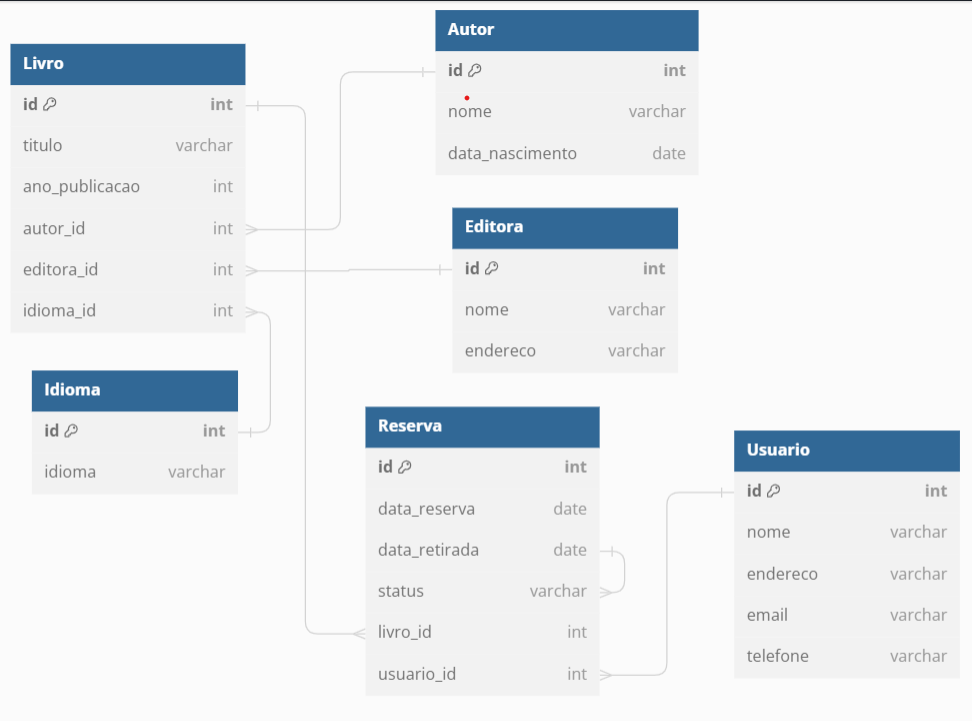 Livro
id int
titulo varchar
ano_publicacao int
autor_id int
editora_id int
idioma_id int
Autor
id int
nome varchar
data_nascimento date
Editora
id int
nome varchar
endereco varchar
Idioma
id int
idioma varchar
Reserva
id int
data_reserva date
data_retirada date
status varchar
livro_id int
usuario_id int
Usuario
id int
nome varchar
endereco varchar
email varchar
telefone varchar